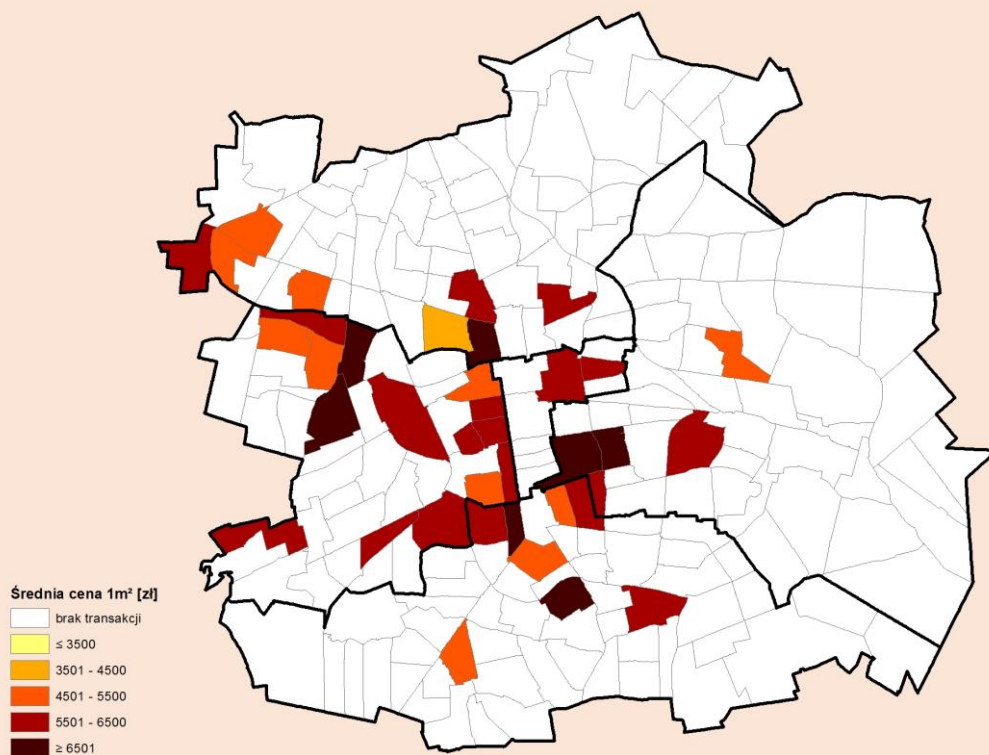 Średnia cena 1m² [zł]
brak transakcji
≤ 3500
3501 - 4500
4501 - 5500
5501 - 6500
≥ 6501